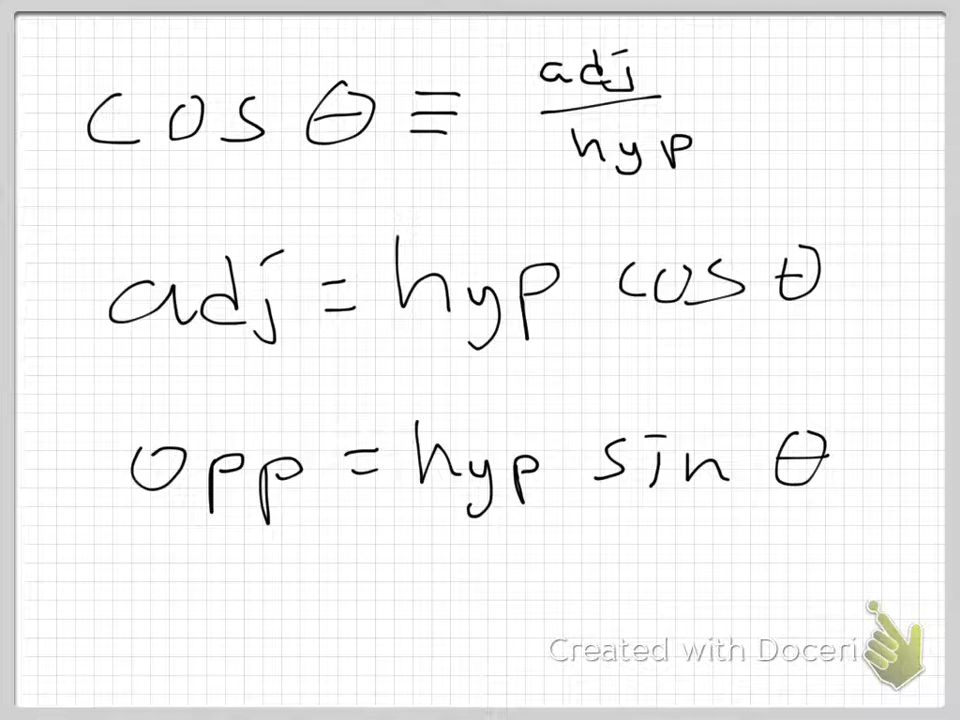 cos θ ≡ adj/hyp
adj = hyp cos θ
opp = hyp sin θ
Created with Doceri